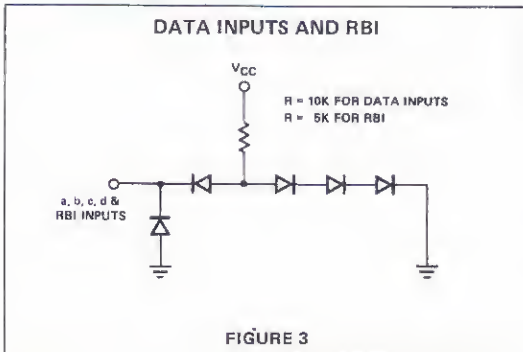 DATA INPUTS AND RBI
VCC
R = 10K FOR DATA INPUTS
R = 5K FOR RBI
a, b, c, d &
RBI INPUTS
FIGURE 3